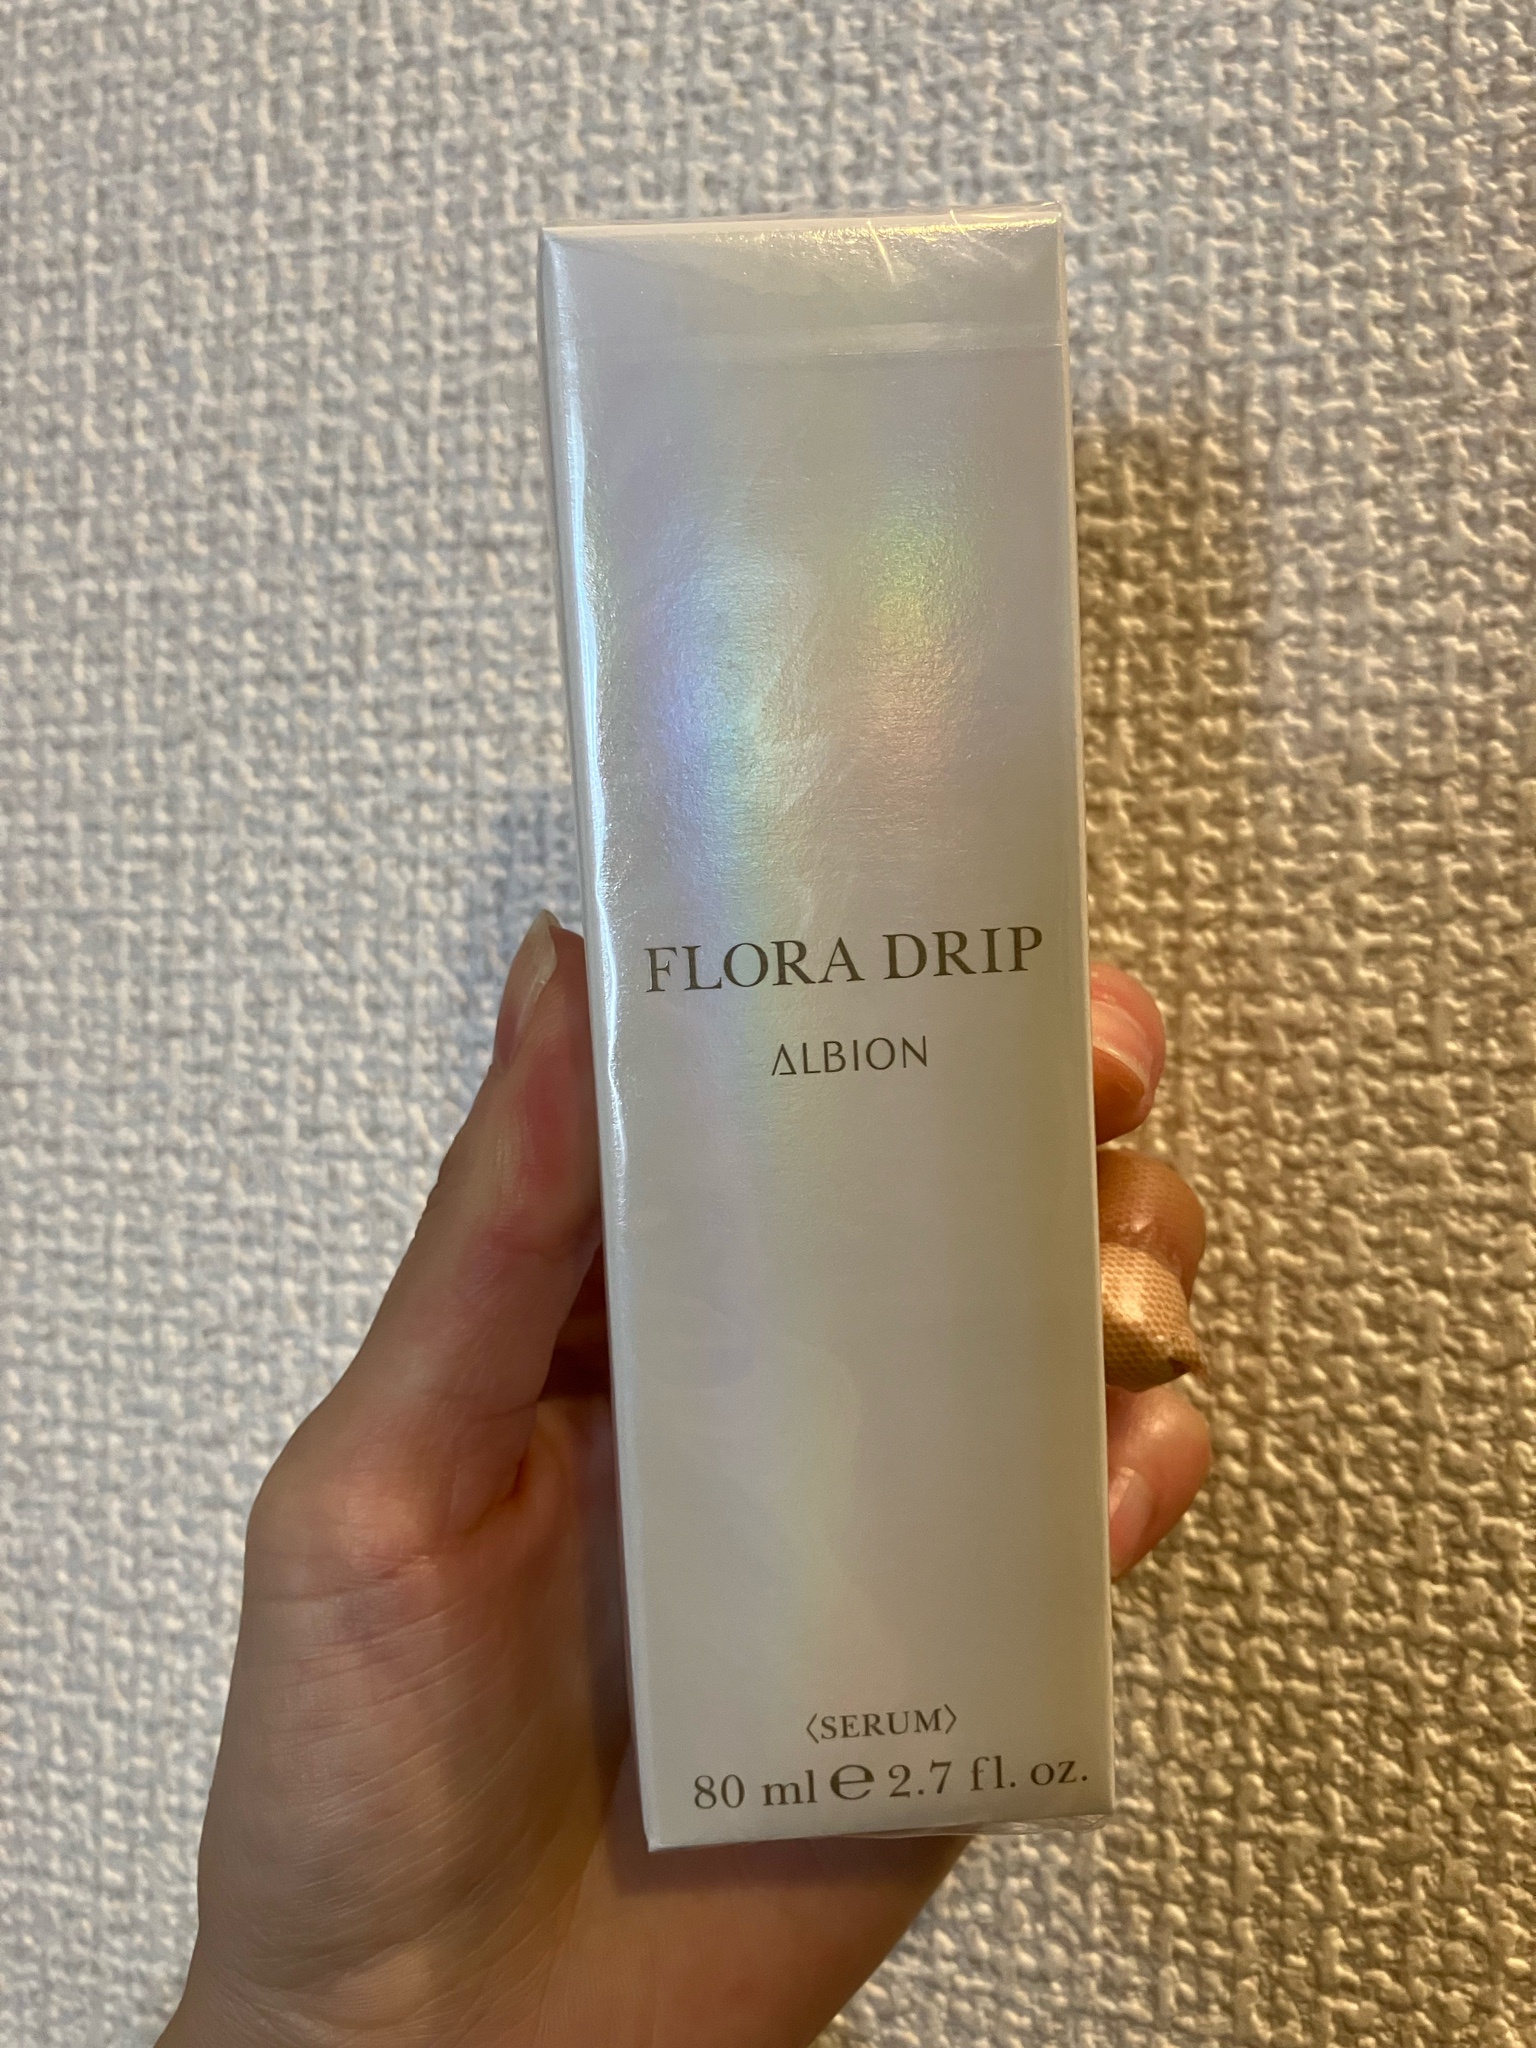 FLORA DRIP
ALBION
〈SERUM〉
80 ml ℮ 2.7 fl. oz.